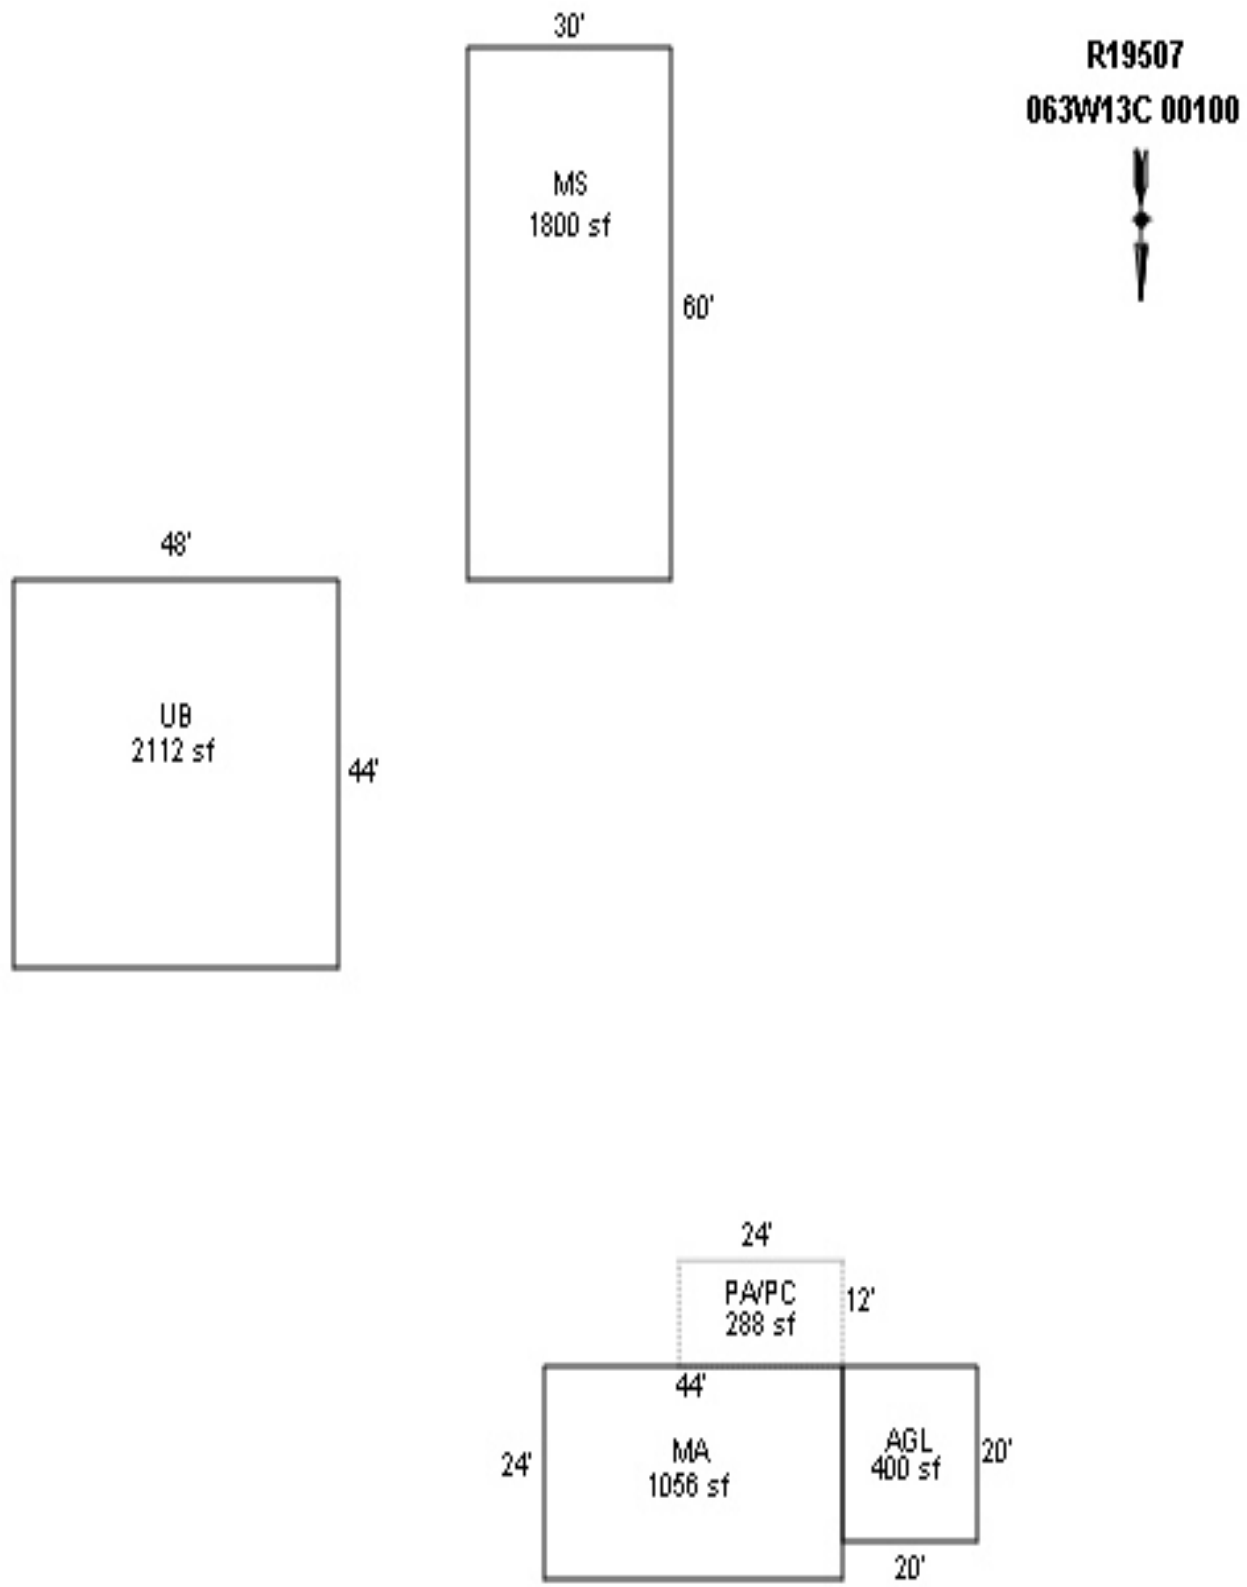 30'
R19507
063W13C 00100
MS
1800 sf
60'
48'
UB
2112 sf
44'
24'
PA/PC
288 sf
12'
44'
24'
MA
1056 sf
AGL
400 sf
20'
20'